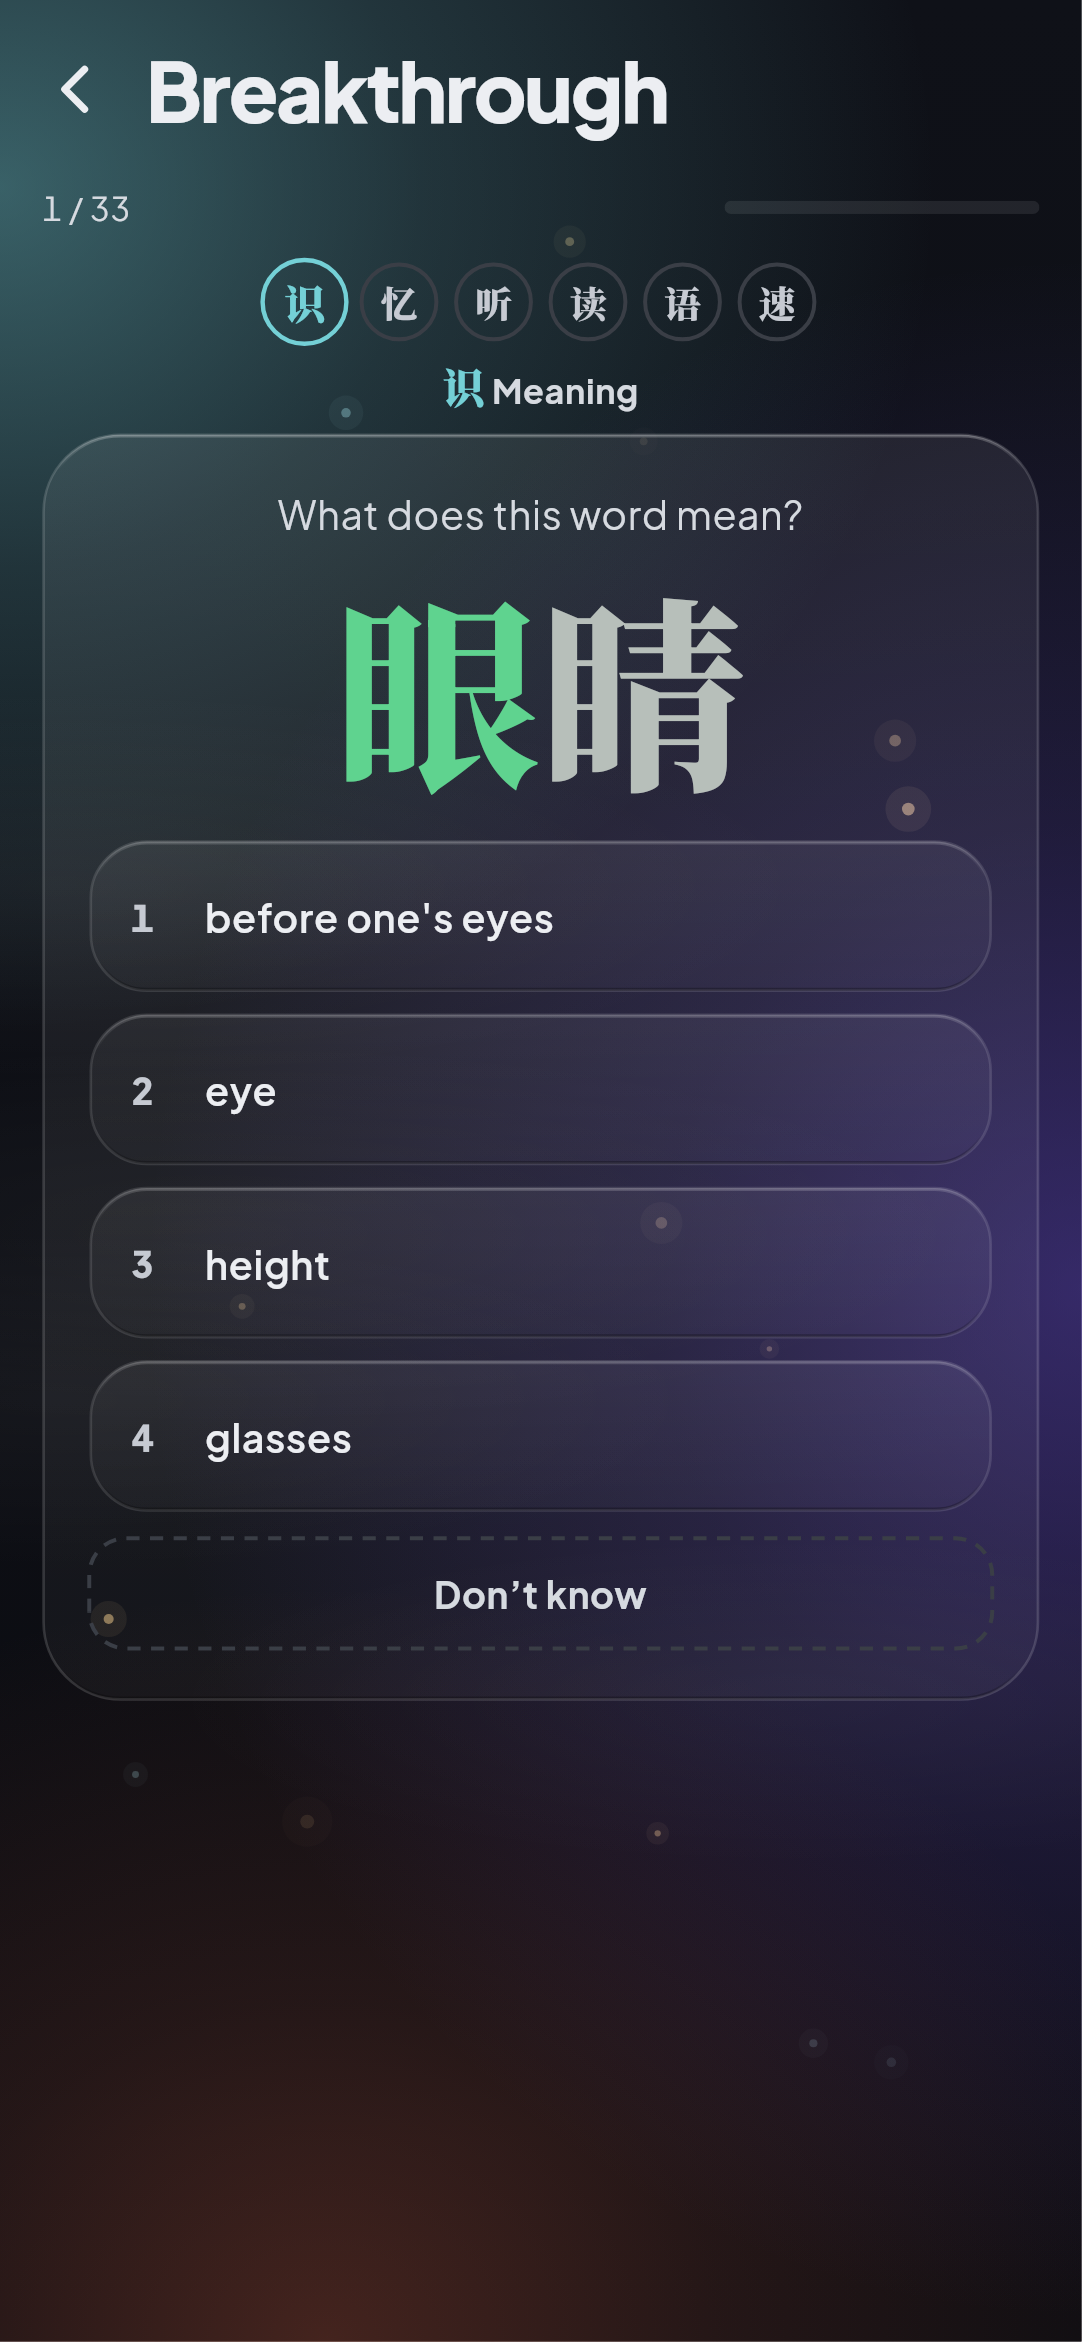 Breakthrough
1 / 33
识 忆 听 读 语 速
识 Meaning
What does this word mean?
眼睛
1 before one's eyes
2 eye
3 height
4 glasses
Don’t know